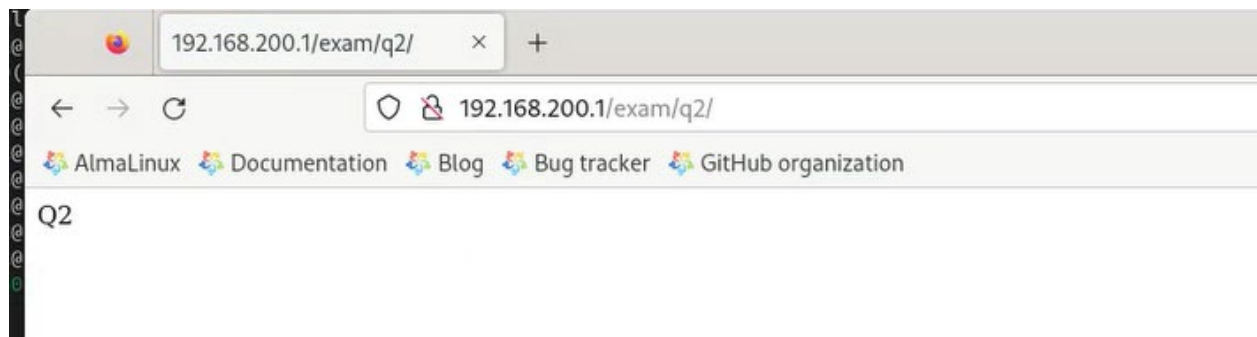 192.168.200.1/exam/q2/
192.168.200.1/exam/q2/
AlmaLinux Documentation Blog Bug tracker GitHub organization
Q2